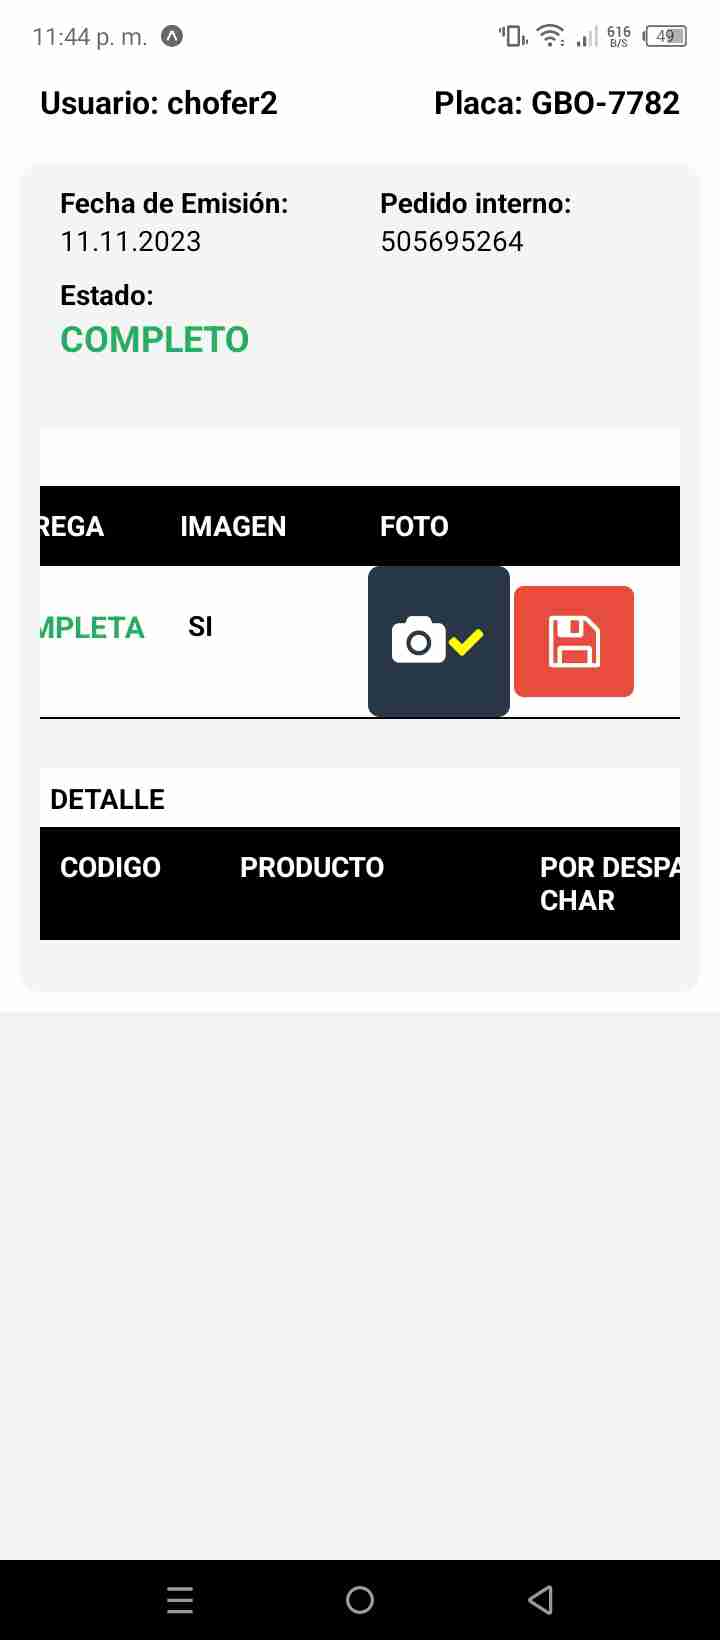 11:44 p. m.
616
B/S
49
Usuario: chofer2
Placa: GBO-7782
Fecha de Emisión:
11.11.2023
Pedido interno:
505695264
Estado:
COMPLETO
REGA IMAGEN FOTO
MPLETA SI
DETALLE
CODIGO PRODUCTO POR DESPA
CHAR